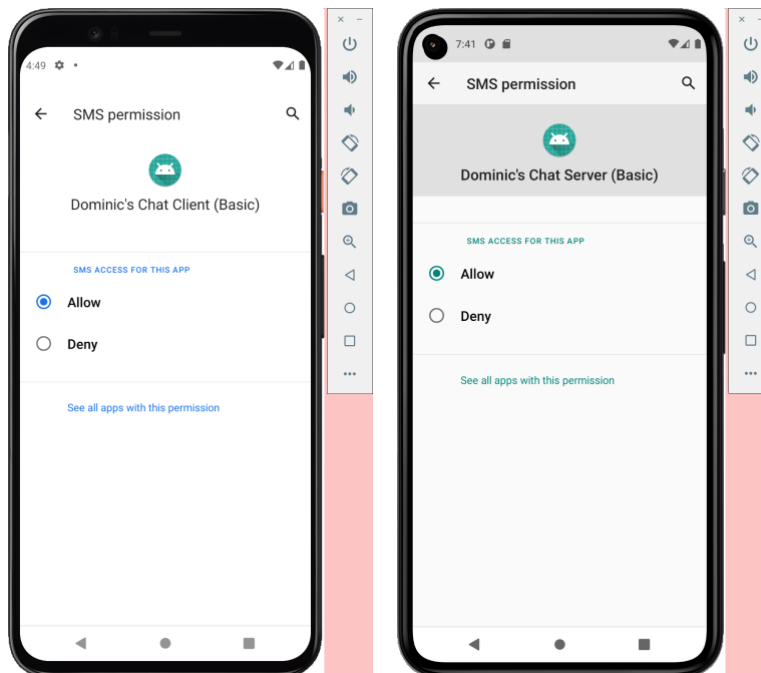 4:49
SMS permission
Dominic's Chat Client (Basic)
SMS ACCESS FOR THIS APP
Allow
Deny
See all apps with this permission
7:41
SMS permission
Dominic's Chat Server (Basic)
SMS ACCESS FOR THIS APP
Allow
Deny
See all apps with this permission